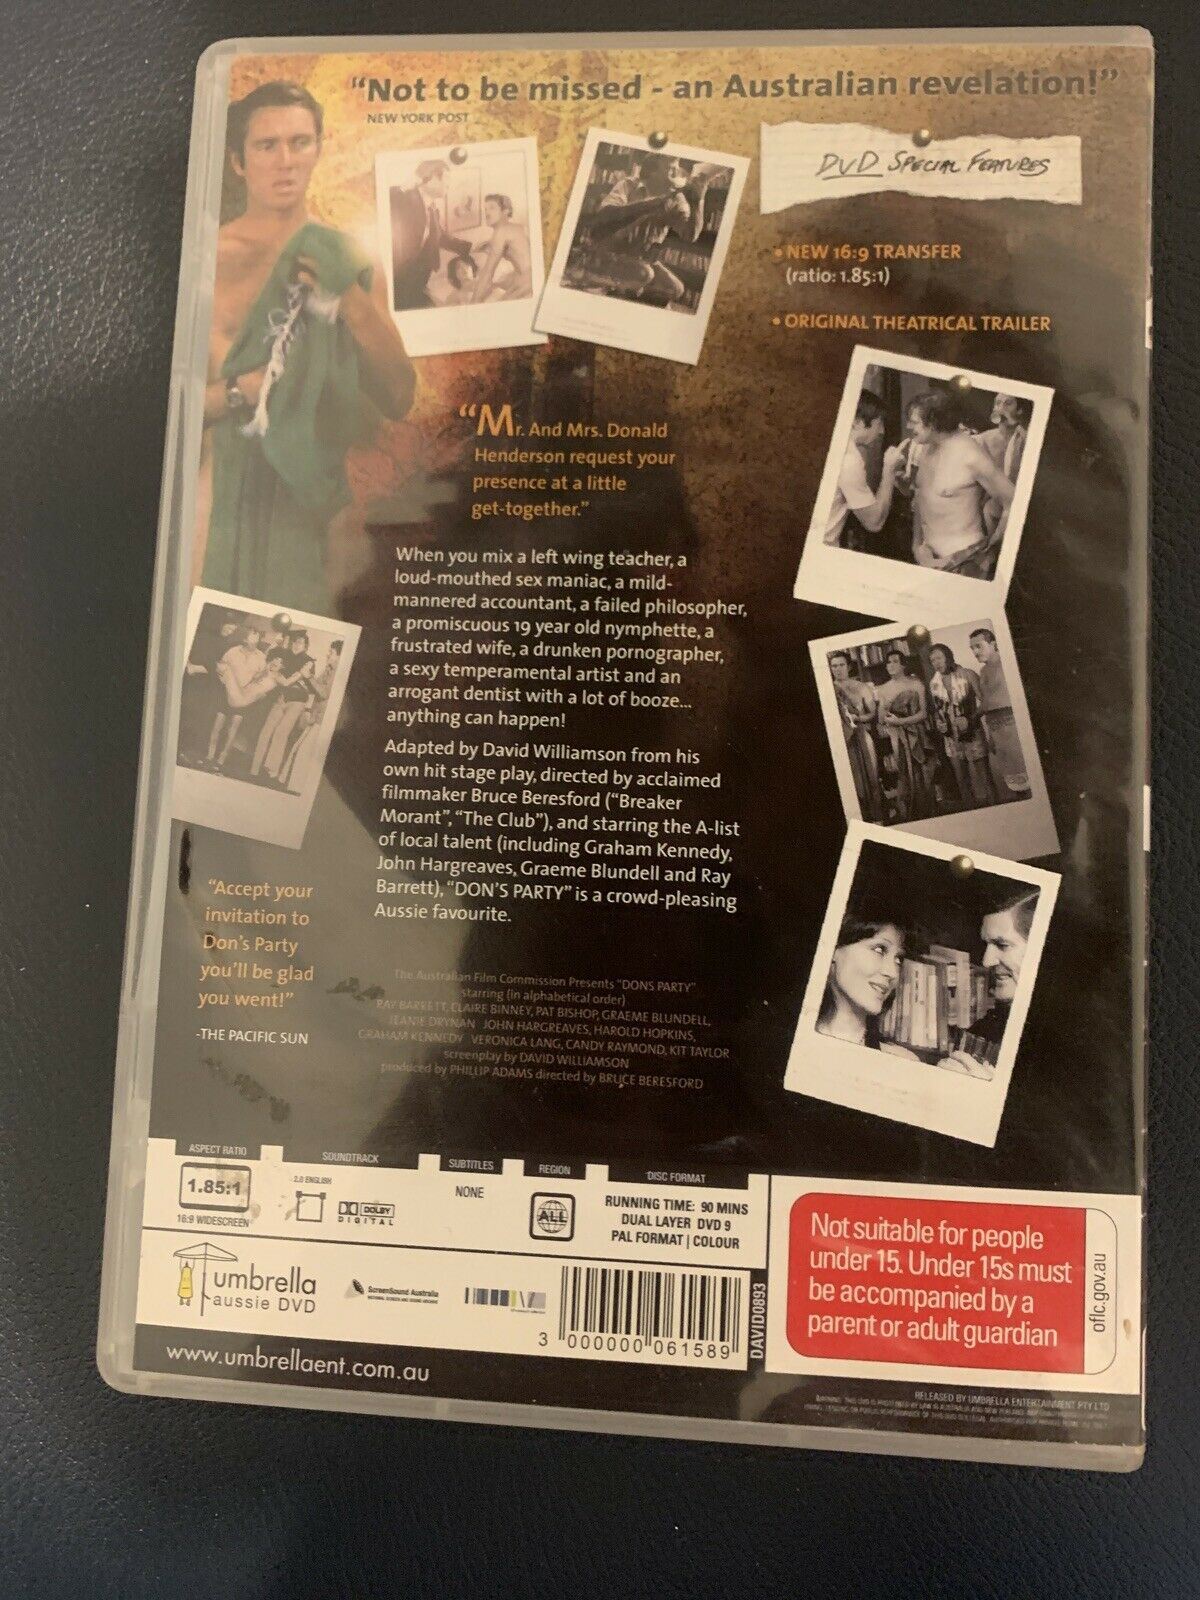 “Not to be missed - an Australian revelation!”
NEW YORK POST
DVD SPECIAL FEATURES
• NEW 16:9 TRANSFER
(ratio: 1.85:1)
• ORIGINAL THEATRICAL TRAILER
“Mr. And Mrs. Donald
Henderson request your
presence at a little
get-together.”
When you mix a left wing teacher, a
loud-mouthed sex maniac, a mild-
mannered accountant, a failed philosopher,
a promiscuous 19 year old nymphette, a
frustrated wife, a drunken pornographer,
a sexy temperamental artist and an
arrogant dentist with a lot of booze...
anything can happen!
Adapted by David Williamson from his
own hit stage play, directed by acclaimed
filmmaker Bruce Beresford (“Breaker
Morant”, “The Club”), and starring the A-list
of local talent (including Graham Kennedy,
John Hargreaves, Graeme Blundell and Ray
Barrett), “DON’S PARTY” is a crowd-pleasing
Aussie favourite.
“Accept your
invitation to
Don’s Party
you’ll be glad
you went!”
-THE PACIFIC SUN
The Australian Film Commission Presents “DONS PARTY”
starring (in alphabetical order)
RAY BARRETT, CLAIRE BINNEY, PAT BISHOP, GRAEME BLUNDELL,
JEANIE DRYNAN JOHN HARGREAVES, HAROLD HOPKINS,
GRAHAM KENNEDY VERONICA LANG, CANDY RAYMOND, KIT TAYLOR
screenplay by DAVID WILLIAMSON
produced by PHILLIP ADAMS directed by BRUCE BERESFORD
ASPECT RATIO
1.85:1
16:9 WIDESCREEN
SOUNDTRACK
2.0 ENGLISH
DOLBY
DIGITAL
SUBTITLES
NONE
REGION
ALL
DISC FORMAT
RUNNING TIME: 90 MINS
DUAL LAYER DVD 9
PAL FORMAT | COLOUR
umbrella
aussie DVD
ScreenSound Australia
NATIONAL SCREEN AND SOUND ARCHIVE
3 000000 061589
DAVID0893
www.umbrellaent.com.au
Not suitable for people
under 15. Under 15s must
be accompanied by a
parent or adult guardian
oflc.gov.au
RELEASED BY UMBRELLA ENTERTAINMENT PTY LTD